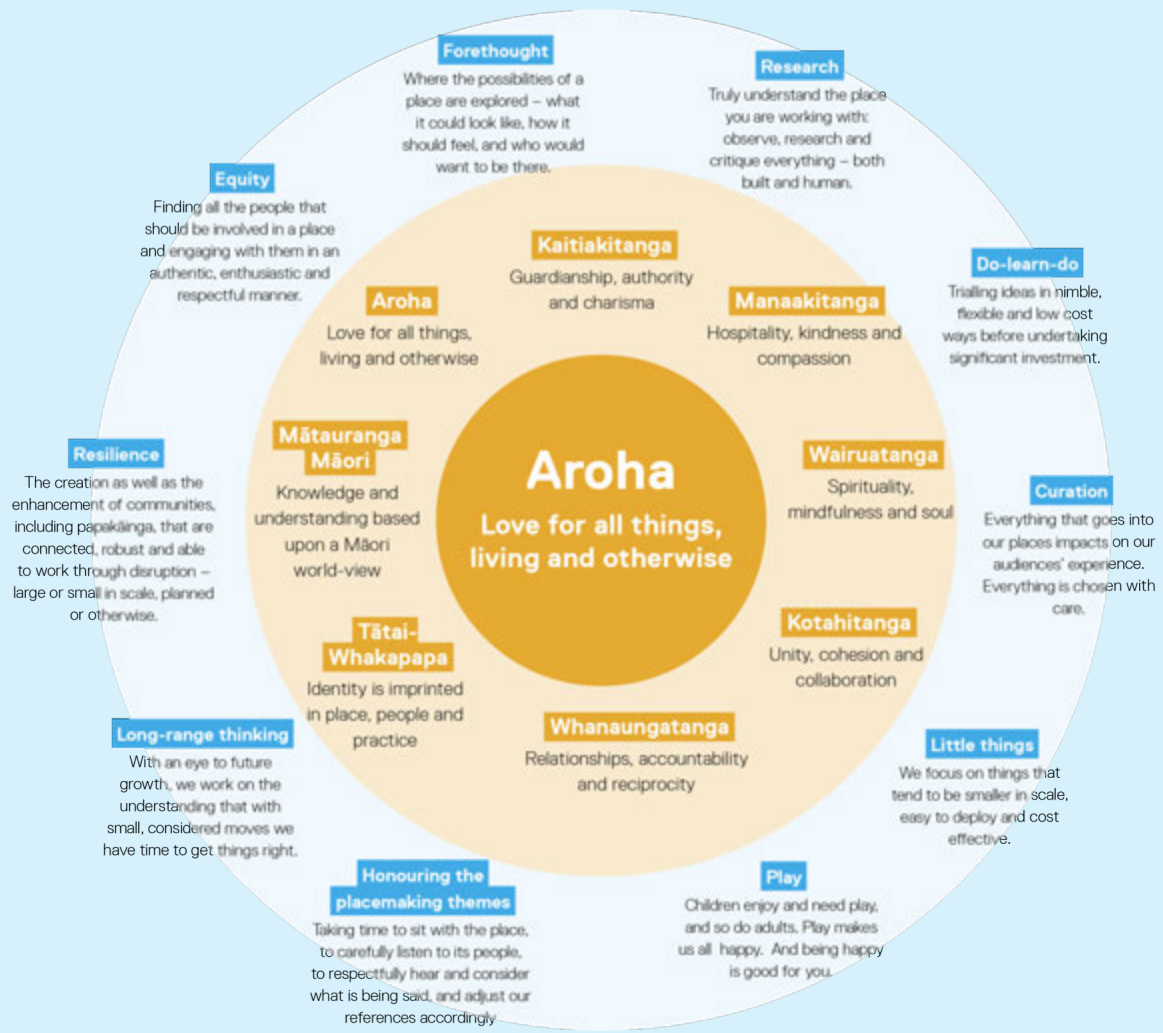 Forethought
Where the possibilities of a
place are explored – what
it could look like, how it
should feel, and who would
want to be there.
Research
Truly understand the place
you are working with:
observe, research and
critique everything – both
built and human.
Do-learn-do
Trialling ideas in nimble,
flexible and low cost
ways before undertaking
significant investment.
Curation
Everything that goes into
our places impacts on our
audiences' experience.
Everything is chosen with
care.
Little things
We focus on things that
tend to be smaller in scale,
easy to deploy and cost
effective.
Play
Children enjoy and need play,
and so do adults. Play makes
us all happy. And being happy
is good for you.
Honouring the
placemaking themes
Taking time to sit with the place,
to carefully listen to its people,
to respectfully hear and consider
what is being said, and adjust our
references accordingly
Long-range thinking
With an eye to future
growth, we work on the
understanding that with
small, considered moves we
have time to get things right.
Resilience
The creation as well as the
enhancement of communities,
including papakāinga, that are
connected, robust and able
to work through disruption –
large or small in scale, planned
or otherwise.
Equity
Finding all the people that
should be involved in a place
and engaging with them in an
authentic, enthusiastic and
respectful manner.
Kaitiakitanga
Guardianship, authority
and charisma
Manaakitanga
Hospitality, kindness and
compassion
Wairuatanga
Spirituality,
mindfulness and soul
Kotahitanga
Unity, cohesion and
collaboration
Whanaungatanga
Relationships, accountability
and reciprocity
Tātai-
Whakapapa
Identity is imprinted
in place, people and
practice
Mātauranga
Māori
Knowledge and
understanding based
upon a Māori
world-view
Aroha
Love for all things,
living and otherwise
Aroha
Love for all things,
living and otherwise